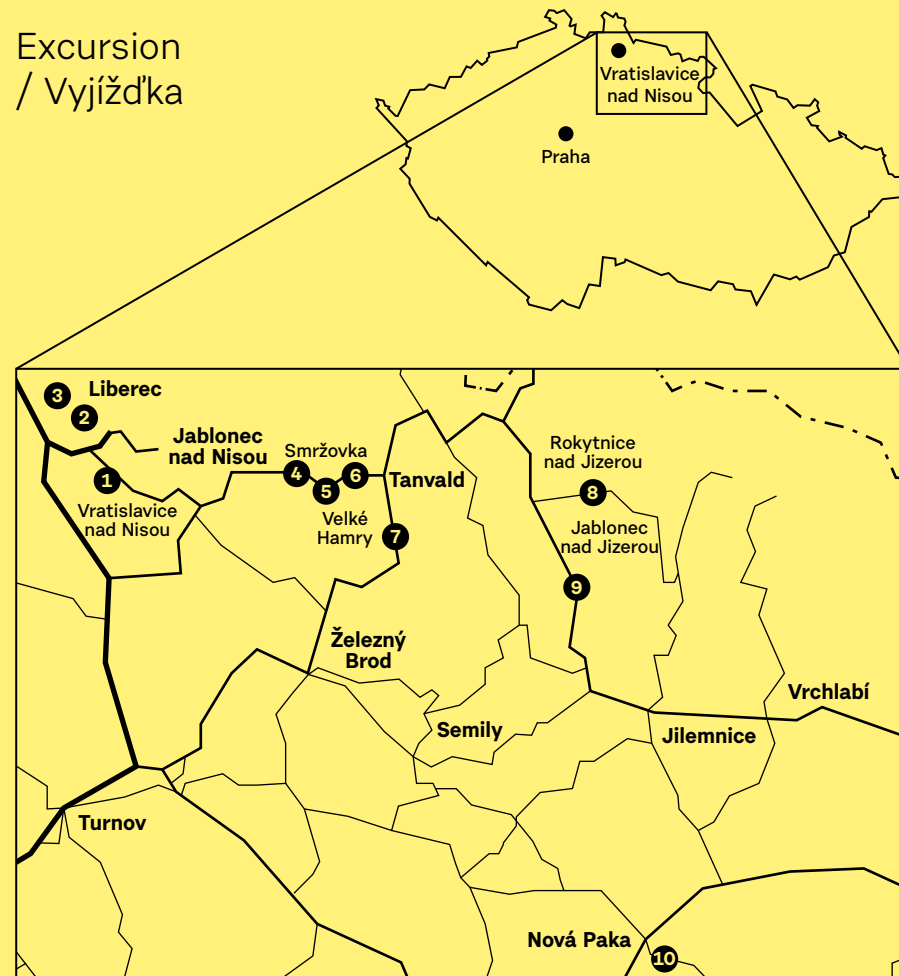 Excursion
/ Vyjížďka
Vratislavice
nad Nisou
Praha
3
Liberec
2
Jablonec
nad Nisou
1
Vratislavice
nad Nisou
Smržovka
4
5
6
Tanvald
Velké
Hamry
7
Rokytnice
nad Jizerou
8
Jablonec
nad Jizerou
9
Železný
Brod
Semily
Vrchlabí
Jilemnice
Turnov
Nová Paka
10